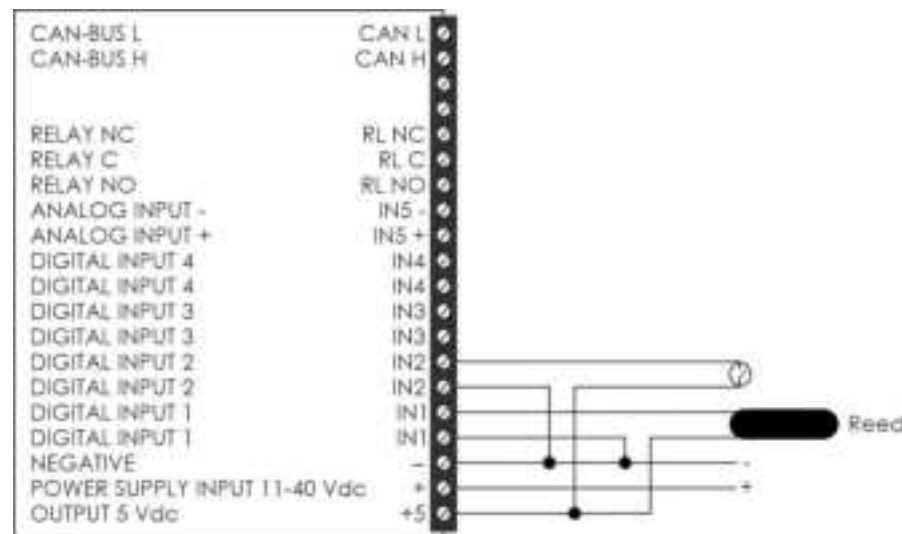 CAN-BUS L CAN L
CAN-BUS H CAN H
RELAY NC RL NC
RELAY C RL C
RELAY NO RL NO
ANALOG INPUT - IN5 -
ANALOG INPUT + IN5 +
DIGITAL INPUT 4 IN4
DIGITAL INPUT 4 IN4
DIGITAL INPUT 3 IN3
DIGITAL INPUT 3 IN3
DIGITAL INPUT 2 IN2
DIGITAL INPUT 2 IN2
DIGITAL INPUT 1 IN1
Reed
DIGITAL INPUT 1 IN1
NEGATIVE - -
POWER SUPPLY INPUT 11-40 Vdc + +
OUTPUT 5 Vdc +5